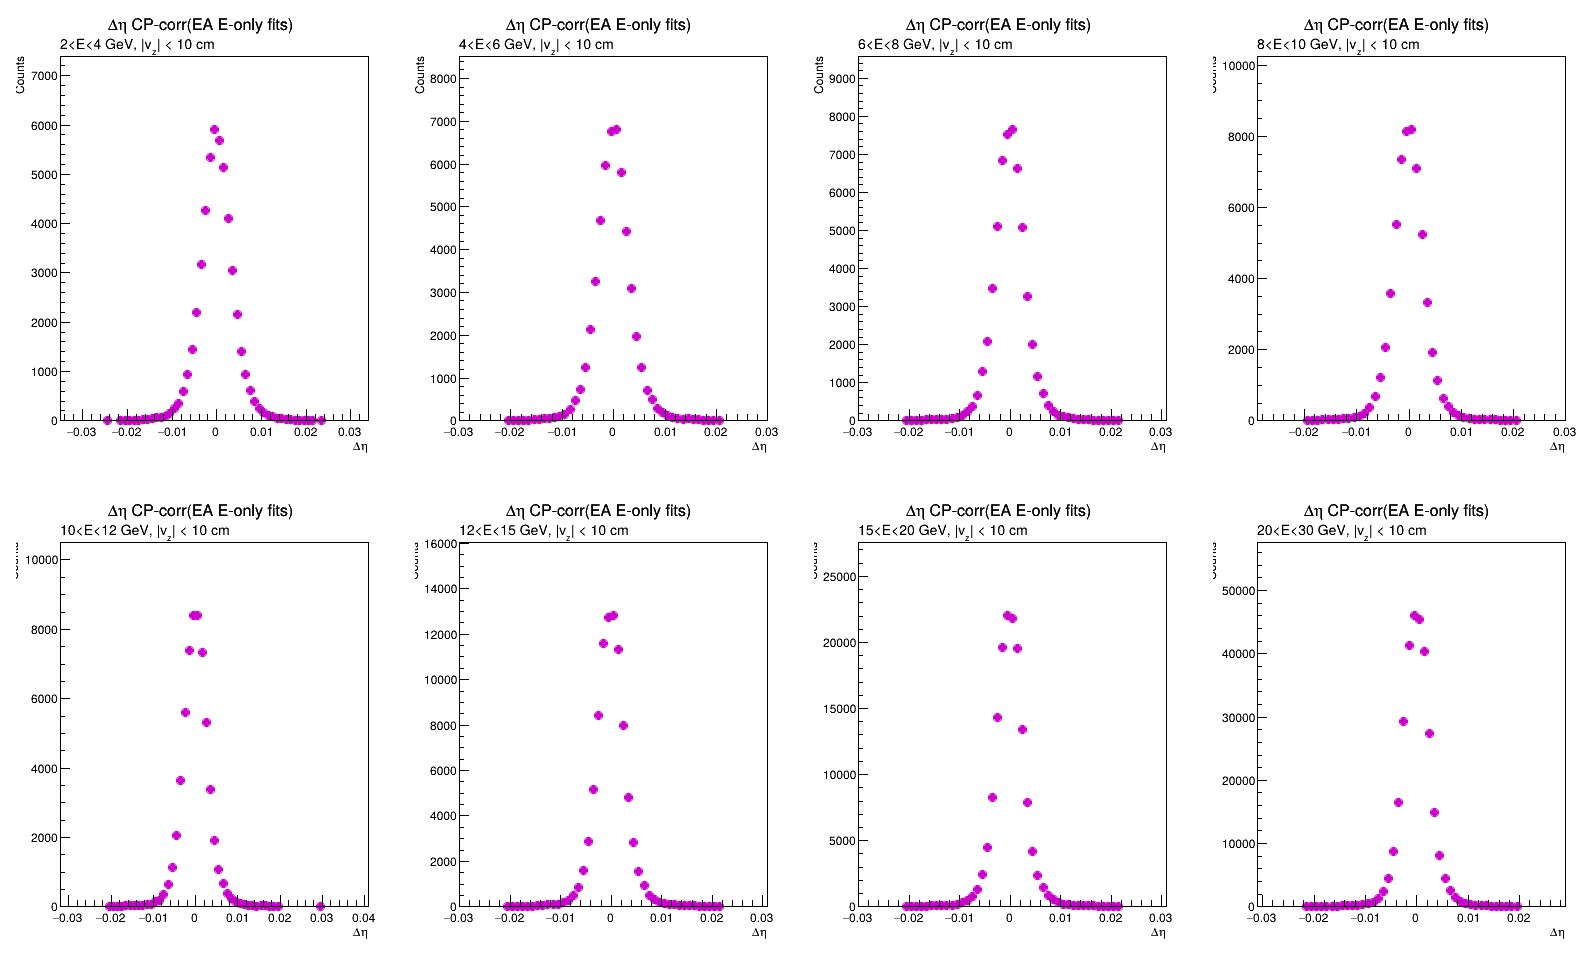 Δη CP-corr(EA E-only fits)
2<E<4 GeV, |vz| < 10 cm
Counts
7000
6000
5000
4000
3000
2000
1000
0
−0.03 −0.02 −0.01 0 0.01 0.02 0.03
Δη
Δη CP-corr(EA E-only fits)
4<E<6 GeV, |vz| < 10 cm
Counts
8000
7000
6000
5000
4000
3000
2000
1000
0
−0.03 −0.02 −0.01 0 0.01 0.02 0.03
Δη
Δη CP-corr(EA E-only fits)
6<E<8 GeV, |vz| < 10 cm
Counts
9000
8000
7000
6000
5000
4000
3000
2000
1000
0
−0.03 −0.02 −0.01 0 0.01 0.02 0.03
Δη
Δη CP-corr(EA E-only fits)
8<E<10 GeV, |vz| < 10 cm
Counts
10000
8000
6000
4000
2000
0
−0.02 −0.01 0 0.01 0.02 0.03
Δη
Δη CP-corr(EA E-only fits)
10<E<12 GeV, |vz| < 10 cm
Counts
10000
8000
6000
4000
2000
0
−0.03 −0.02 −0.01 0 0.01 0.02 0.03 0.04
Δη
Δη CP-corr(EA E-only fits)
12<E<15 GeV, |vz| < 10 cm
Counts
16000
14000
12000
10000
8000
6000
4000
2000
0
−0.03 −0.02 −0.01 0 0.01 0.02 0.03
Δη
Δη CP-corr(EA E-only fits)
15<E<20 GeV, |vz| < 10 cm
Counts
25000
20000
15000
10000
5000
0
−0.03 −0.02 −0.01 0 0.01 0.02 0.03
Δη
Δη CP-corr(EA E-only fits)
20<E<30 GeV, |vz| < 10 cm
Counts
50000
40000
30000
20000
10000
0
−0.03 −0.02 −0.01 0 0.01 0.02
Δη